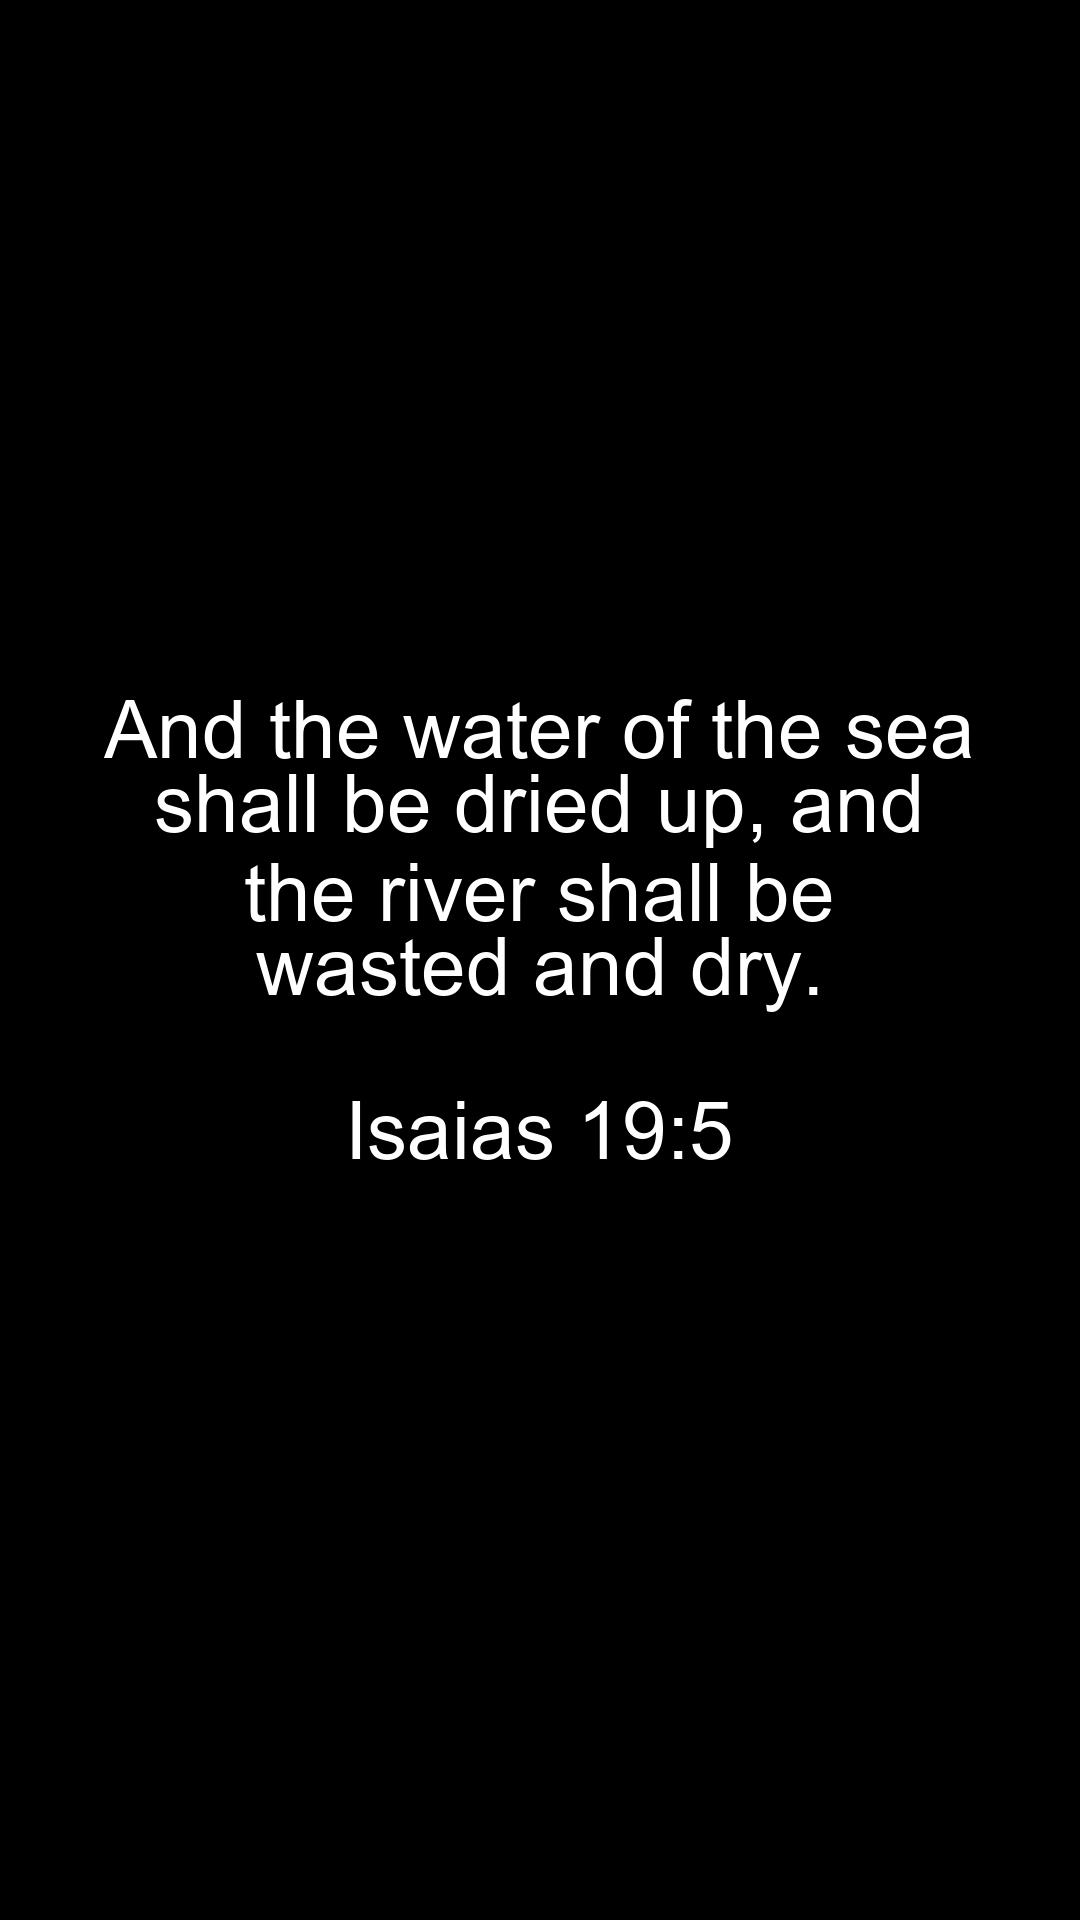 And the water of the sea
shall be dried up, and
the river shall be
wasted and dry.
Isaias 19:5